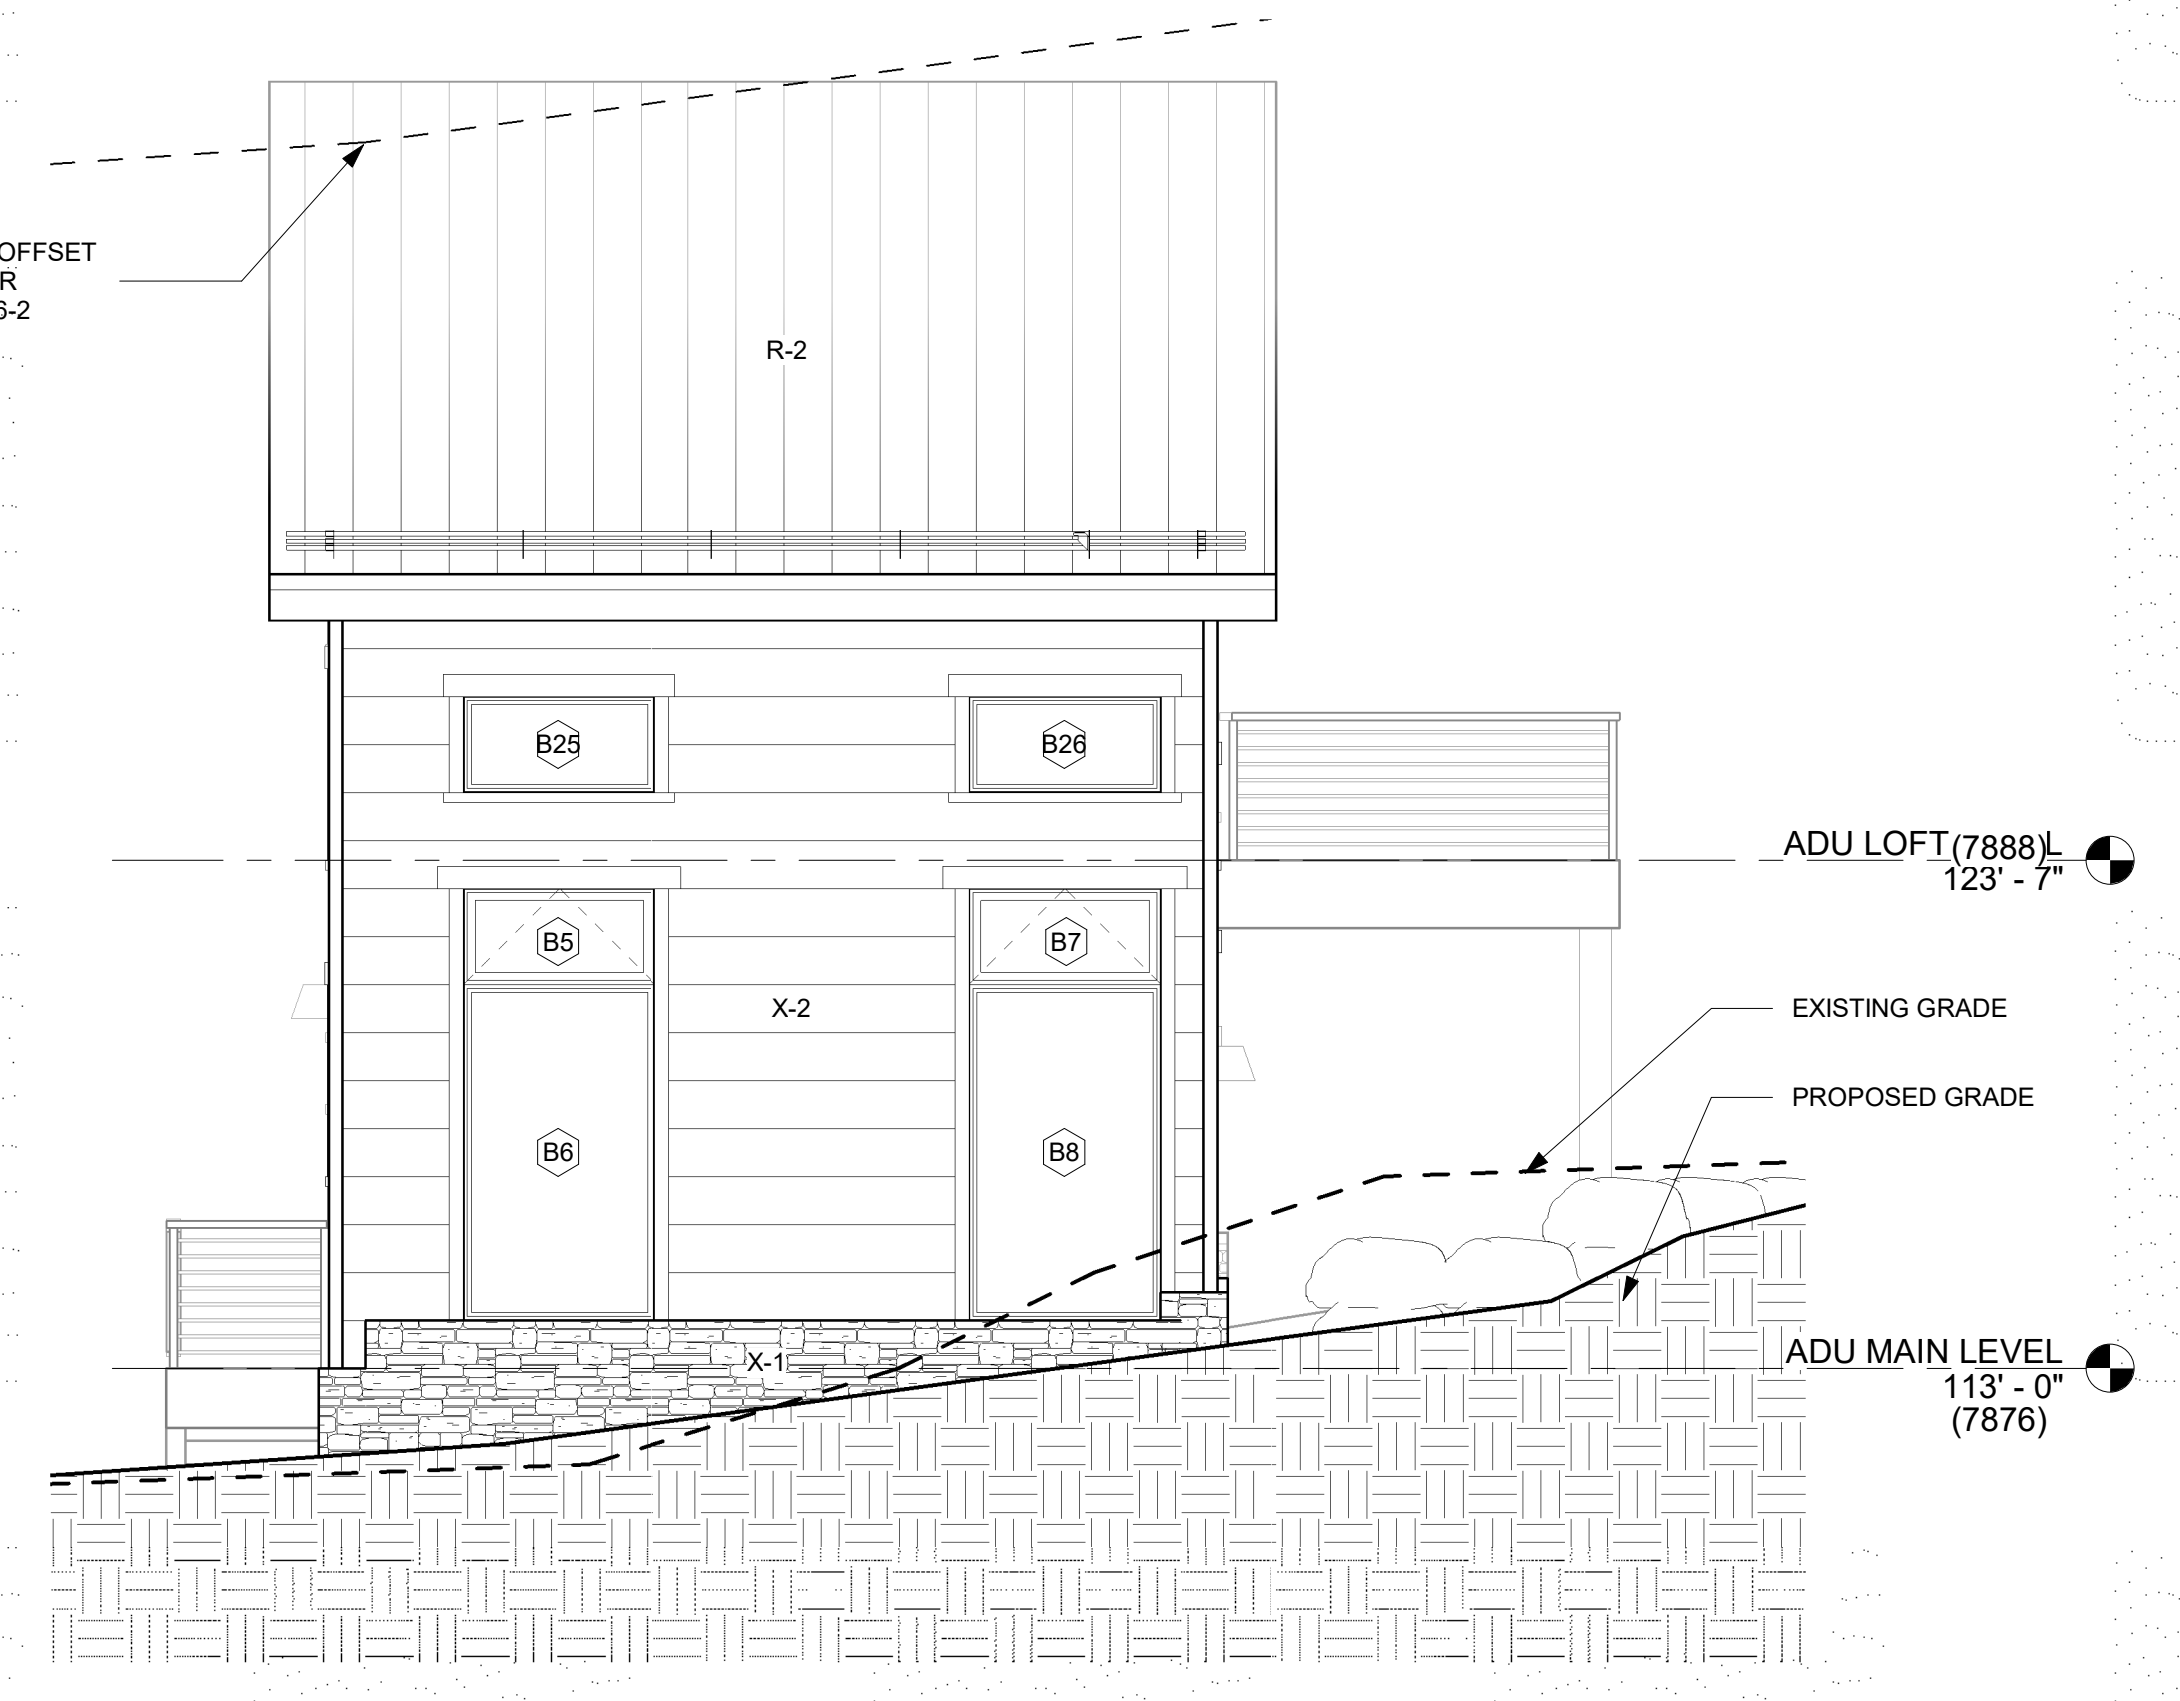 OFFSET
R
6-2
R-2
B25
B26
ADU LOFT
(7888)
123' - 7"
B5
B7
X-2
EXISTING GRADE
PROPOSED GRADE
B6
B8
X-1
ADU MAIN LEVEL
113' - 0"
(7876)